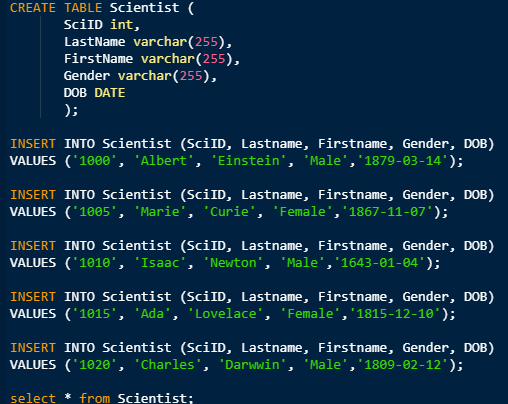 CREATE TABLE Scientist (
SciID int,
LastName varchar(255),
FirstName varchar(255),
Gender varchar(255),
DOB DATE
);
INSERT INTO Scientist (SciID, Lastname, Firstname, Gender, DOB)
VALUES ('1000', 'Albert', 'Einstein', 'Male','1879-03-14');
INSERT INTO Scientist (SciID, Lastname, Firstname, Gender, DOB)
VALUES ('1005', 'Marie', 'Curie', 'Female','1867-11-07');
INSERT INTO Scientist (SciID, Lastname, Firstname, Gender, DOB)
VALUES ('1010', 'Isaac', 'Newton', 'Male','1643-01-04');
INSERT INTO Scientist (SciID, Lastname, Firstname, Gender, DOB)
VALUES ('1015', 'Ada', 'Lovelace', 'Female','1815-12-10');
INSERT INTO Scientist (SciID, Lastname, Firstname, Gender, DOB)
VALUES ('1020', 'Charles', 'Darwwin', 'Male','1809-02-12');
select * from Scientist;